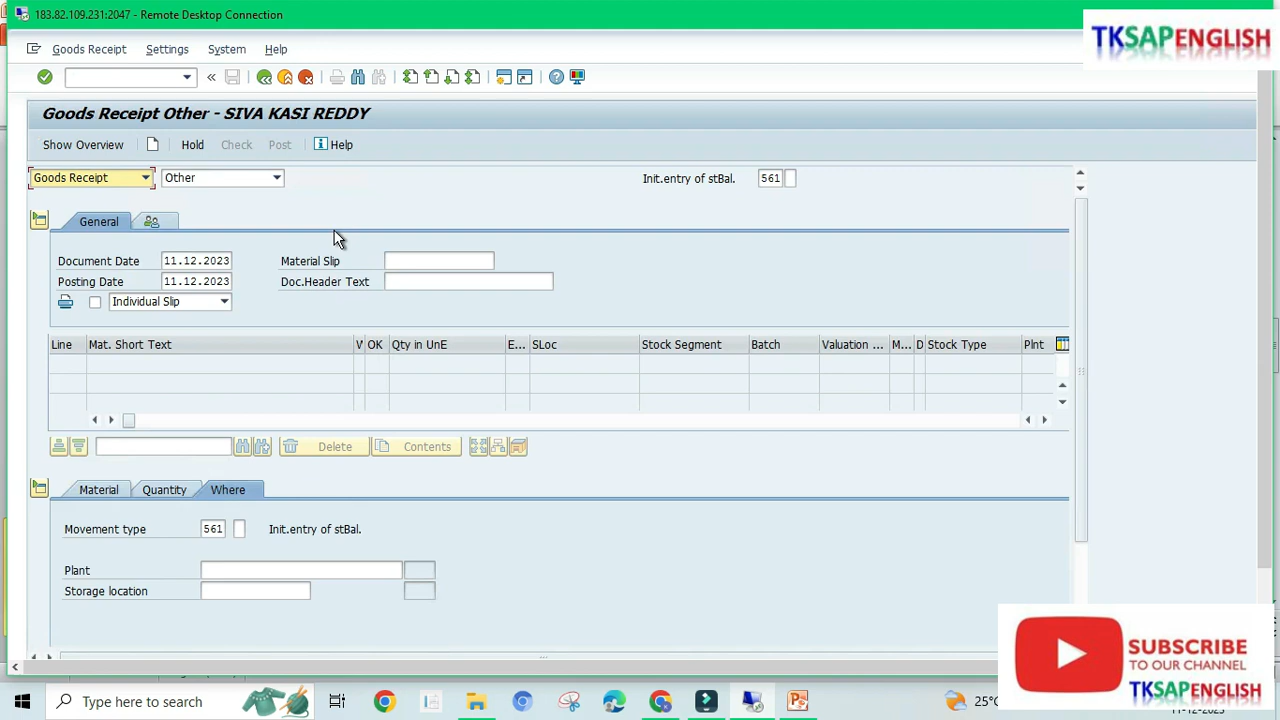 183.82.109.231:2047 - Remote Desktop Connection
TKSAPENGLISH
Goods Receipt Settings System Help
Goods Receipt Other - SIVA KASI REDDY
Show Overview Hold Check Post Help
Goods Receipt Other Init.entry of stBal. 561
General
Document Date 11.12.2023 Material Slip
Posting Date 11.12.2023 Doc.Header Text
Individual Slip
Line Mat. Short Text V OK Qty in UnE E... SLoc Stock Segment Batch Valuation ... M... D Stock Type Plnt
Delete Contents
Material Quantity Where
Movement type 561 Init.entry of stBal.
Plant
Storage location
SUBSCRIBE
TO OUR CHANNEL
TKSAPENGLISH
Type here to search 25°C